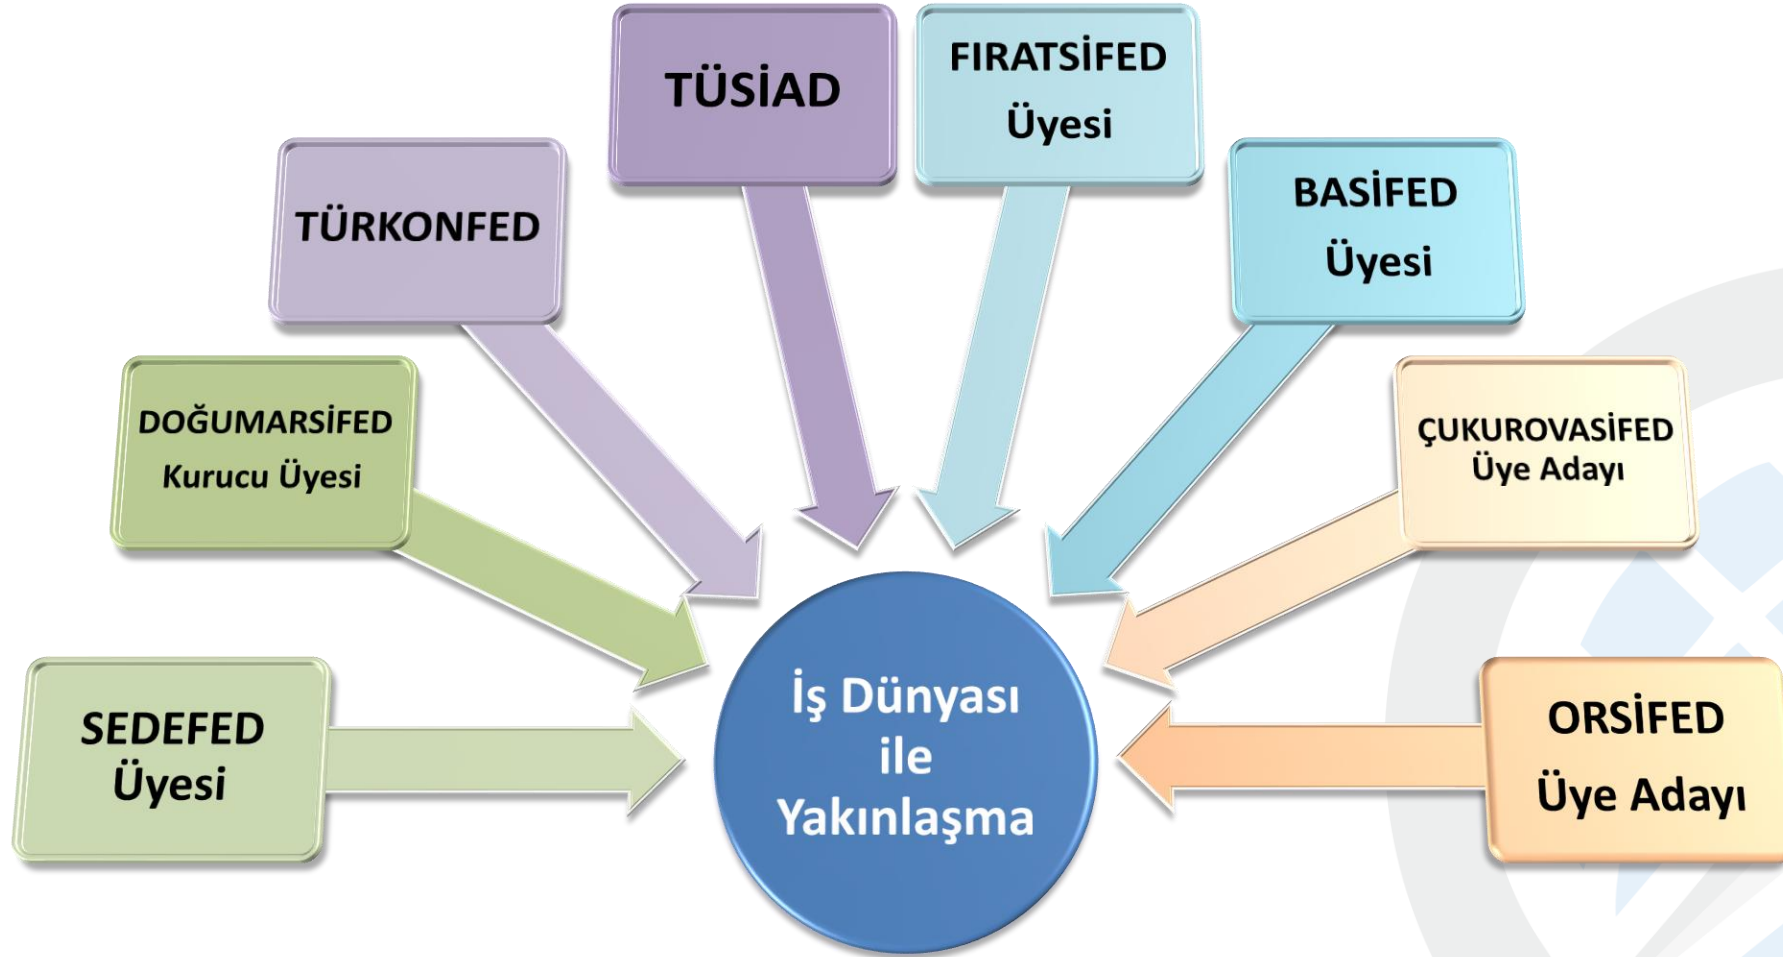 TÜSİAD
FIRATSİFED
Üyesi
TÜRKONFED
BASİFED
Üyesi
DOĞUMARSİFED
Kurucu Üyesi
ÇUKUROVASİFED
Üye Adayı
SEDEFED
Üyesi
ORSİFED
Üye Adayı
İş Dünyası
ile
Yakınlaşma